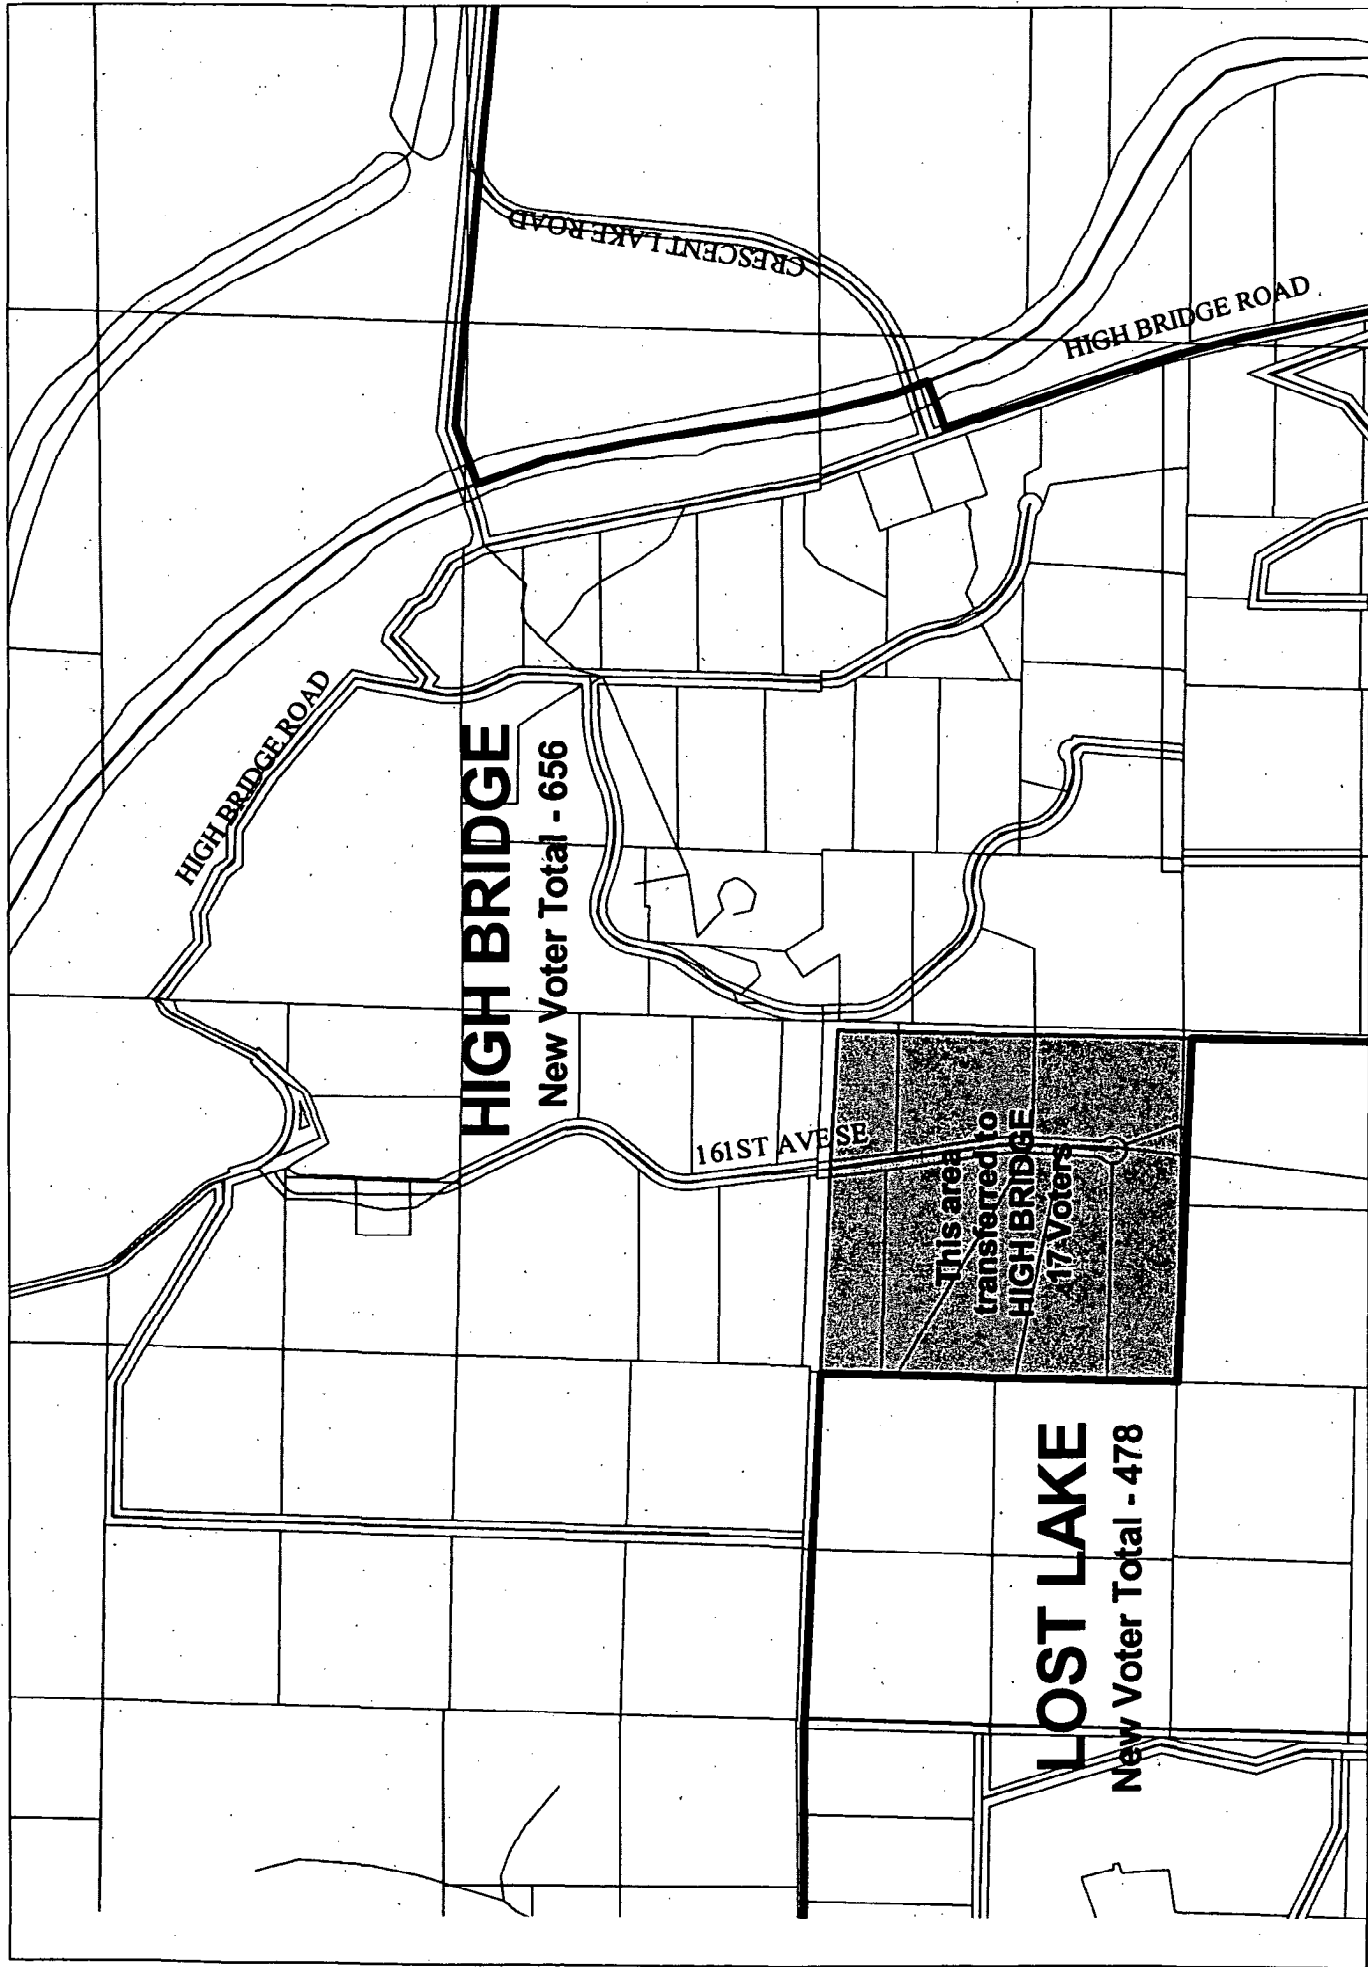 CRESCENT LAKE ROAD
HIGH BRIDGE ROAD
HIGH BRIDGE ROAD
HIGH BRIDGE
New Voter Total - 656
161ST AVE SE
This area
transferred to
HIGH BRIDGE
17 Voters
LOST LAKE
New Voter Total - 478